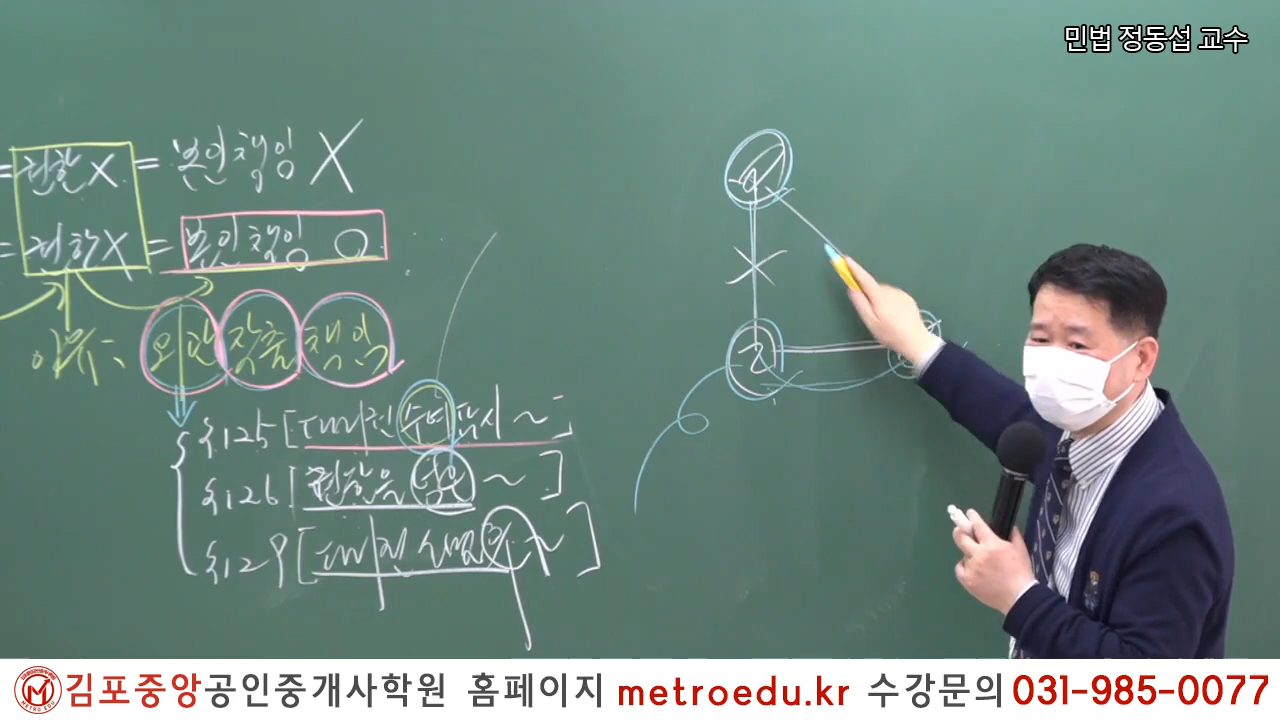 민법 정동섭 교수
= 권한X = 본인책임 X
= 권한X = 본인책임 O
이유: 외관 작출 책임
§125 [대리권 수여 표시 ~ ]
§126 [권한을 넘은 ~ ]
§129 [대리권 소멸 후 ~ ]
乙
METRO EDU
김포중앙공인중개사학원 홈페이지 metroedu.kr 수강문의 031-985-0077